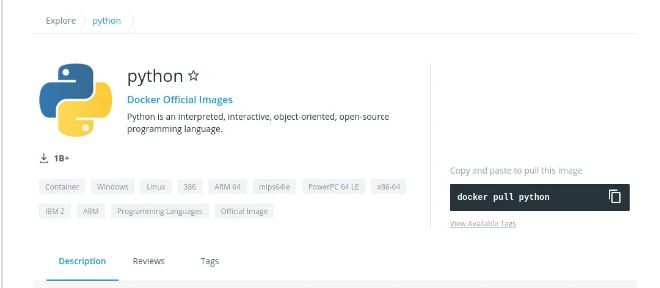 Explore python
python
Docker Official Images
Python is an interpreted, interactive, object-oriented, open-source
programming language.
1B+
Container Windows Linux 386 ARM 64 mips64le PowerPC 64 LE x86-64
IBM Z ARM Programming Languages Official Image
Copy and paste to pull this image
docker pull python
View Available Tags
Description Reviews Tags